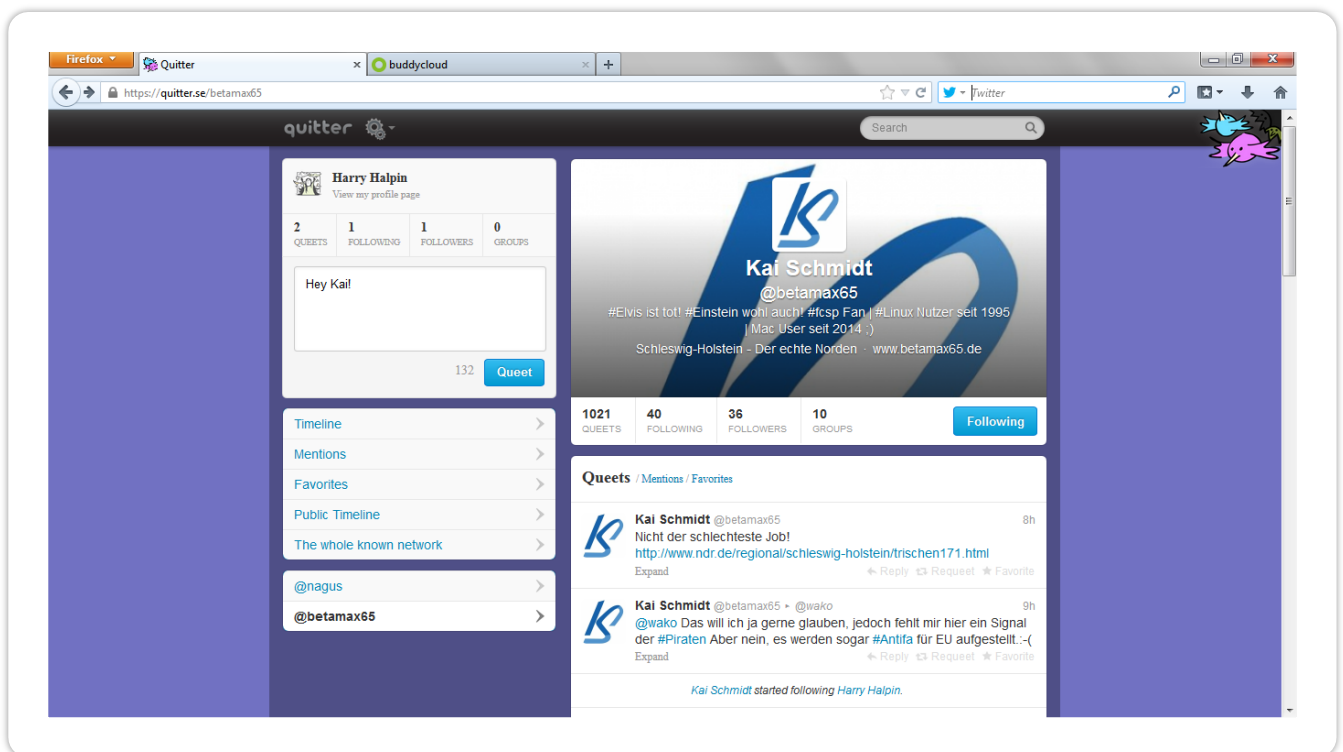 Firefox
Quitter
buddycloud
https://quitter.se/betamax65
Twitter
quitter
Search
Harry Halpin
View my profile page
2 1 1 0
QUEETS FOLLOWING FOLLOWERS GROUPS
Hey Kai!
132 Queet
Timeline
Mentions
Favorites
Public Timeline
The whole known network
@nagus
@betamax65
Kai Schmidt
@betamax65
#Elvis ist tot! #Einstein wohl auch! #fcsp Fan | #Linux Nutzer seit 1995
| Mac User seit 2014 ;)
Schleswig-Holstein - Der echte Norden · www.betamax65.de
1021 40 36 10
QUEETS FOLLOWING FOLLOWERS GROUPS
Following
Queets / Mentions / Favorites
Kai Schmidt @betamax65 8h
Nicht der schlechteste Job!
http://www.ndr.de/regional/schleswig-holstein/trischen171.html
Expand Reply Requeet Favorite
Kai Schmidt @betamax65 ▸ @wako 9h
@wako Das will ich ja gerne glauben, jedoch fehlt mir hier ein Signal
der #Piraten Aber nein, es werden sogar #Antifa für EU aufgestellt.:-(
Expand Reply Requeet Favorite
Kai Schmidt started following Harry Halpin.